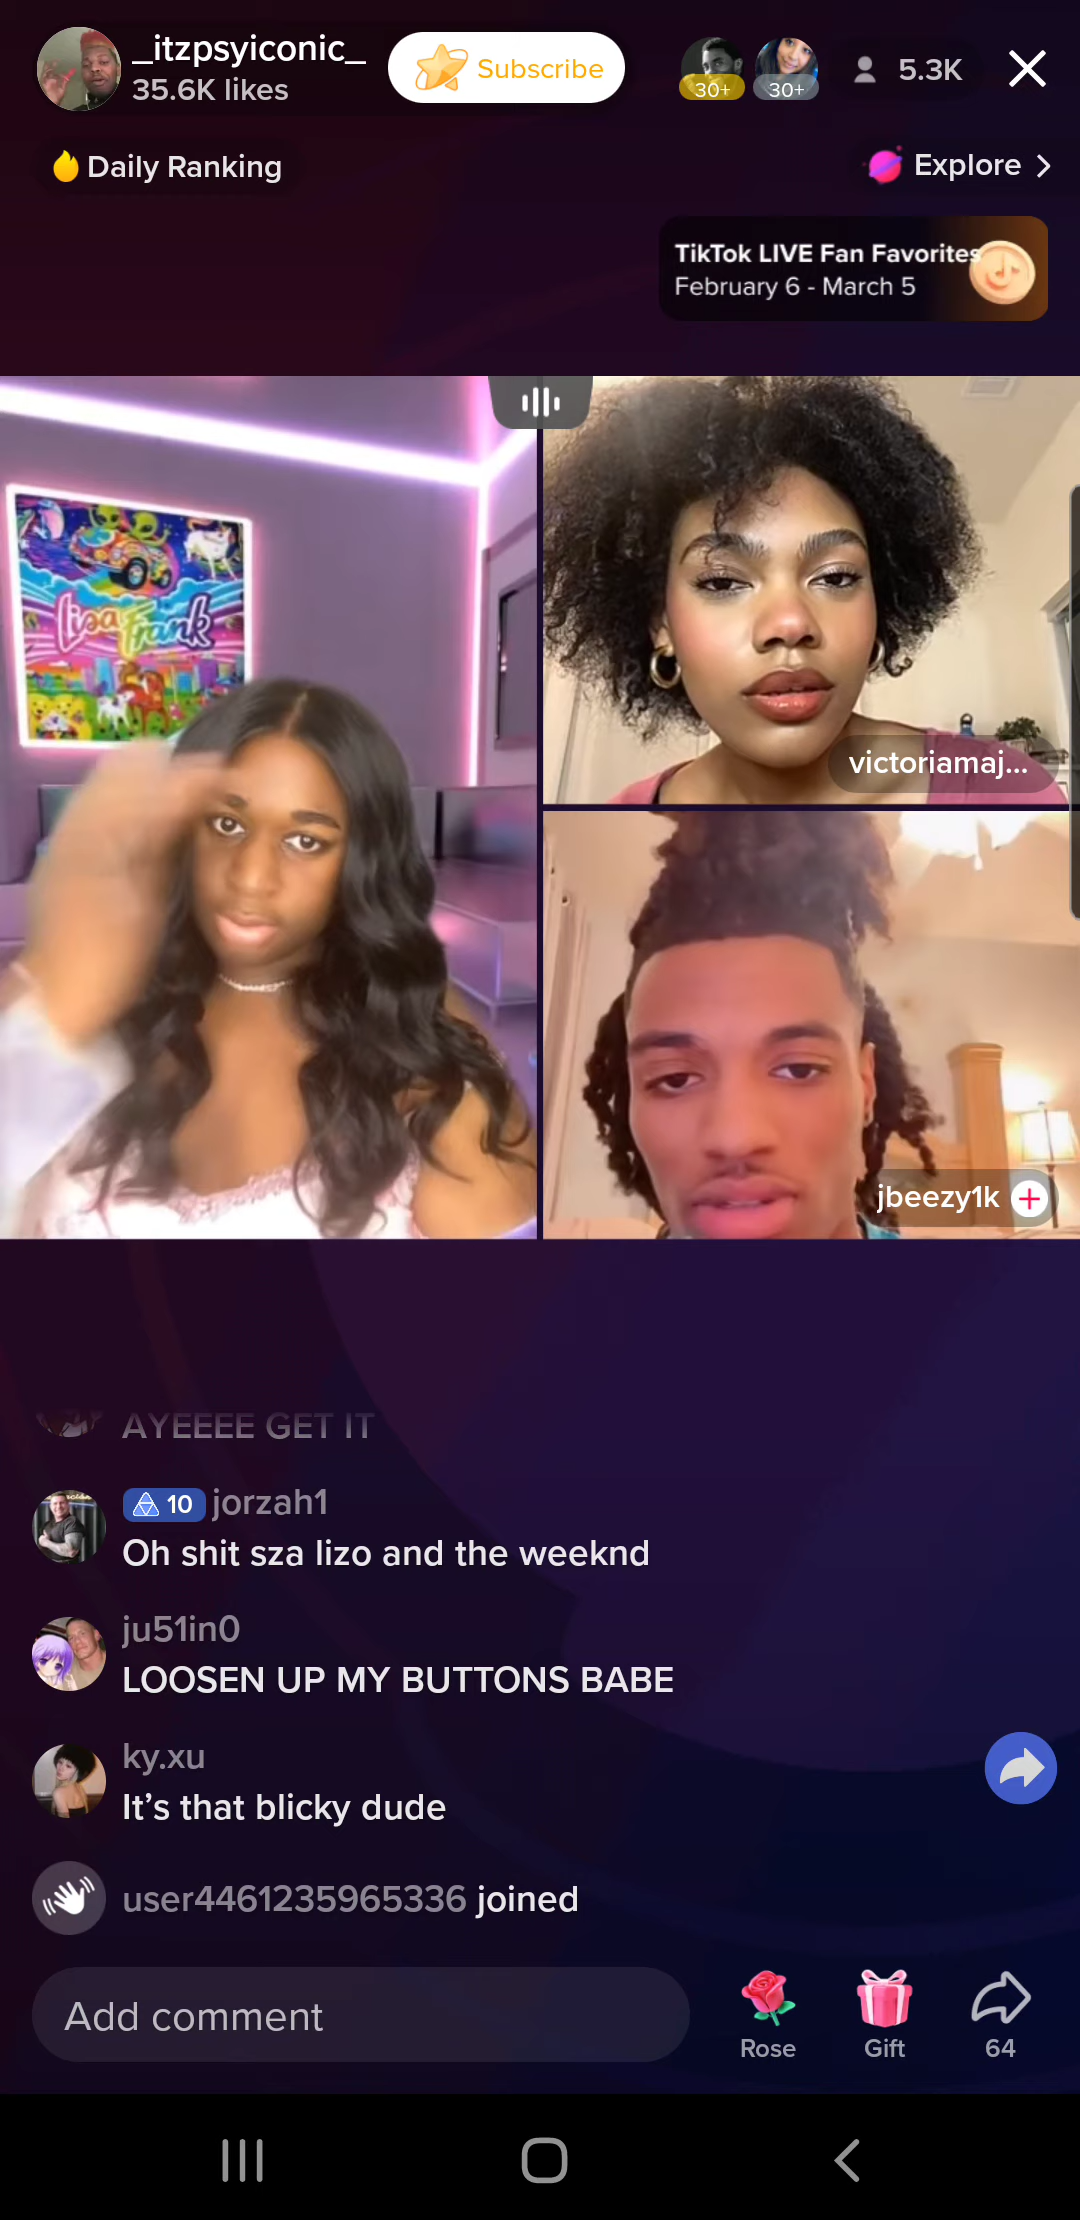 _itzpsyiconic_
35.6K likes
Subscribe
30+
30+
5.3K
Daily Ranking
Explore
TikTok LIVE Fan Favorites
February 6 - March 5
Lisa Frank
victoriamaj...
jbeezy1k
AYEEEE GET IT
10 jorzah1
Oh shit sza lizo and the weeknd
ju51in0
LOOSEN UP MY BUTTONS BABE
ky.xu
It’s that blicky dude
user4461235965336 joined
Add comment
Rose
Gift
64